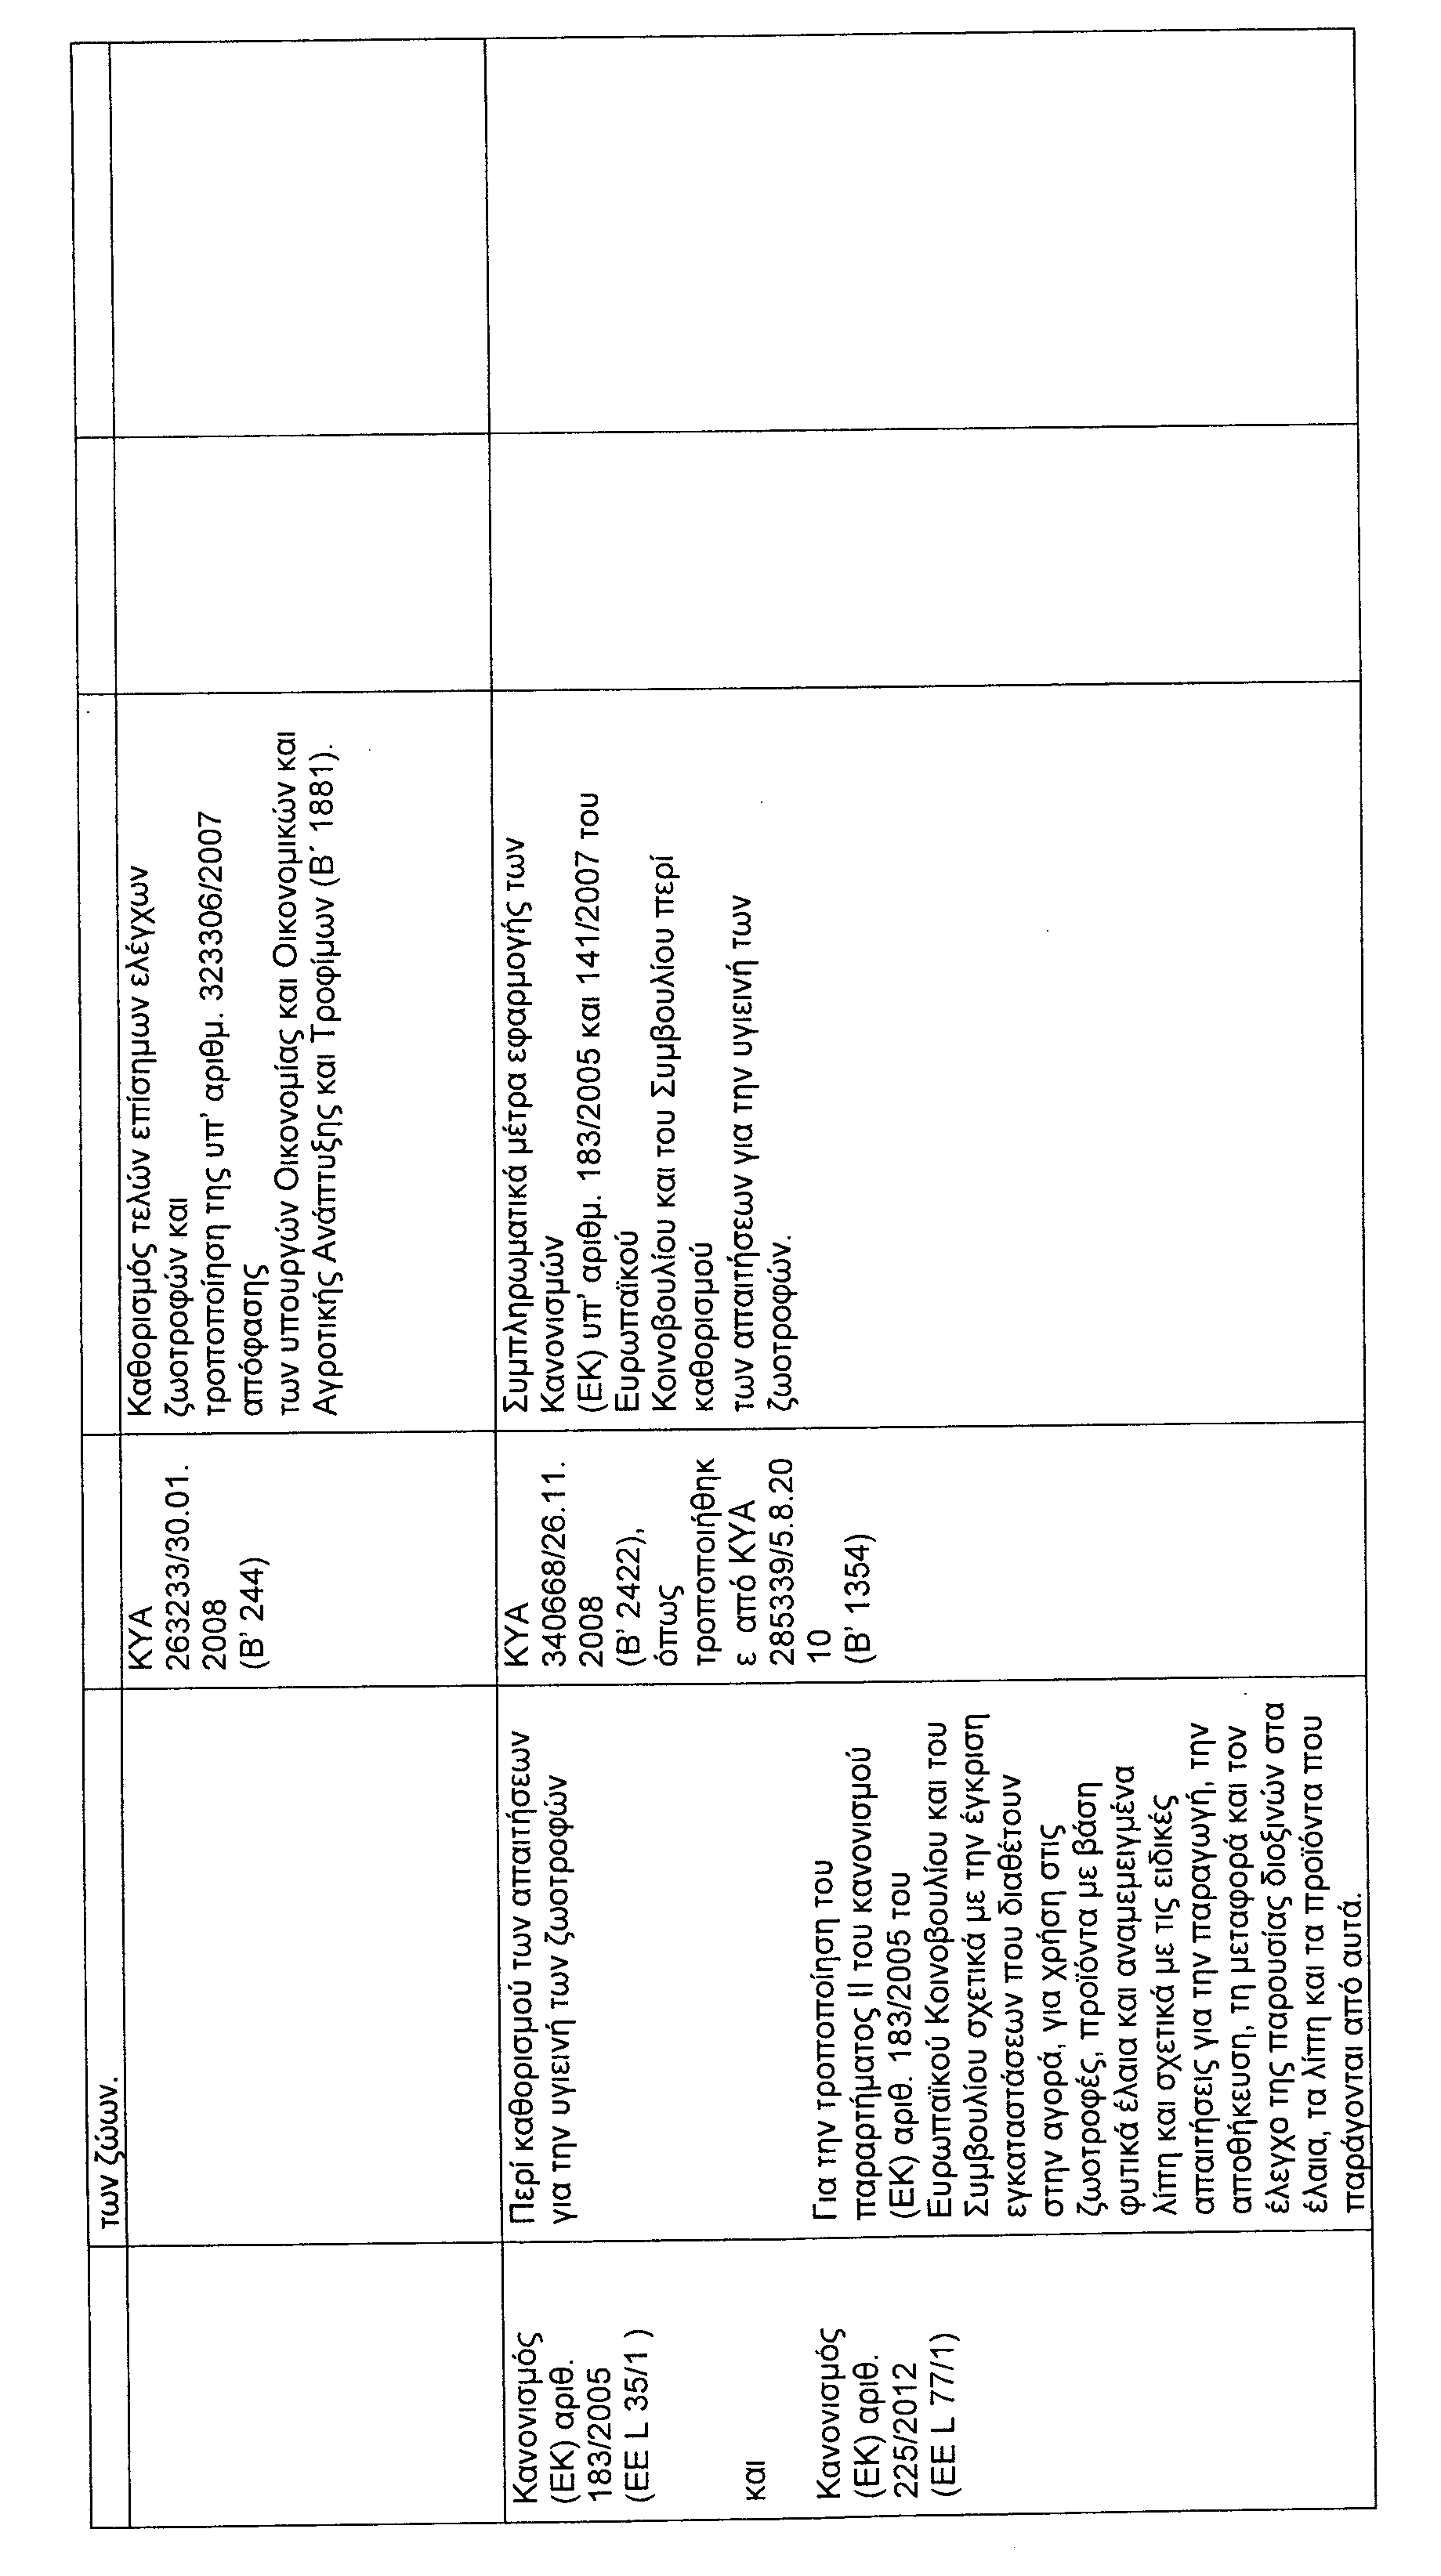 των ζώων.
ΚΥΑ
263233/30.01.
2008
(Β’ 244)
Καθορισμός τελών επίσημων ελέγχων
ζωοτροφών και
τροποποίηση της υπ’ αριθμ. 323306/2007
απόφασης
των υπουργών Οικονομίας και Οικονομικών και
Αγροτικής Ανάπτυξης και Τροφίμων (Β΄ 1881).
Κανονισμός
(ΕΚ) αριθ.
183/2005
(ΕΕ L 35/1 )
και
Κανονισμός
(ΕΚ) αριθ.
225/2012
(ΕΕ L 77/1)
Περί καθορισμού των απαιτήσεων
για την υγιεινή των ζωοτροφών
Για την τροποποίηση του
παραρτήματος ΙΙ του κανονισμού
(ΕΚ) αριθ. 183/2005 του
Ευρωπαϊκού Κοινοβουλίου και του
Συμβουλίου σχετικά με την έγκριση
εγκαταστάσεων που διαθέτουν
στην αγορά, για χρήση στις
ζωοτροφές, προϊόντα με βάση
φυτικά έλαια και αναμεμειγμένα
λίπη και σχετικά με τις ειδικές
απαιτήσεις για την παραγωγή, την
αποθήκευση, τη μεταφορά και τον
έλεγχο της παρουσίας διοξινών στα
έλαια, τα λίπη και τα προϊόντα που
παράγονται από αυτά.
ΚΥΑ
340668/26.11.
2008
(Β’ 2422),
όπως
τροποποιήθηκ
ε από ΚΥΑ
285339/5.8.20
10
(Β’ 1354)
Συμπληρωματικά μέτρα εφαρμογής των
Κανονισμών
(ΕΚ) υπ’ αριθμ. 183/2005 και 141/2007 του
Ευρωπαϊκού
Κοινοβουλίου και του Συμβουλίου περί
καθορισμού
των απαιτήσεων για την υγιεινή των
ζωοτροφών.